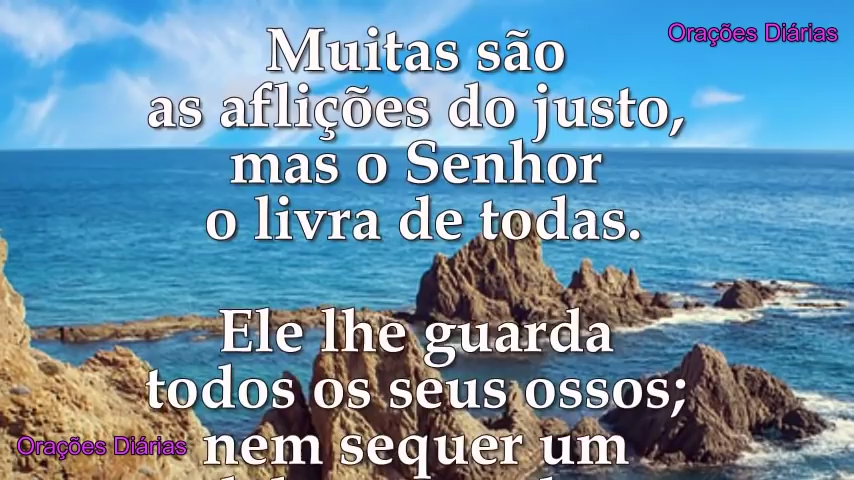 Orações Diárias
Muitas são
as aflições do justo,
mas o Senhor
o livra de todas.
Ele lhe guarda
todos os seus ossos;
Orações Diárias
nem sequer um